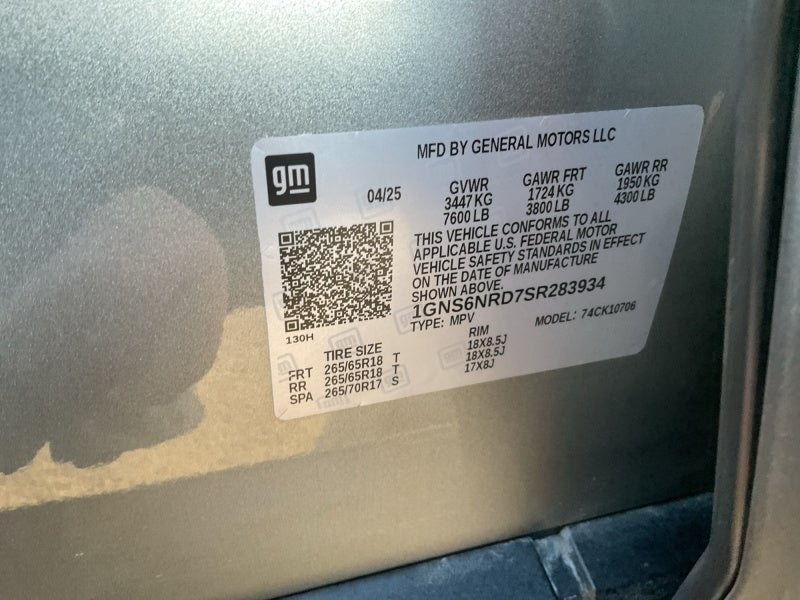 gm
MFD BY GENERAL MOTORS LLC
04/25
GVWR GAWR FRT GAWR RR
3447 KG 1724 KG 1950 KG
7600 LB 3800 LB 4300 LB
THIS VEHICLE CONFORMS TO ALL
APPLICABLE U.S. FEDERAL MOTOR
VEHICLE SAFETY STANDARDS IN EFFECT
ON THE DATE OF MANUFACTURE
SHOWN ABOVE.
1GNS6NRD7SR283934
TYPE: MPV MODEL: 74CK10706
130H
TIRE SIZE RIM
FRT 265/65R18 T 18X8.5J
RR 265/65R18 T 18X8.5J
SPA 265/70R17 S 17X8J